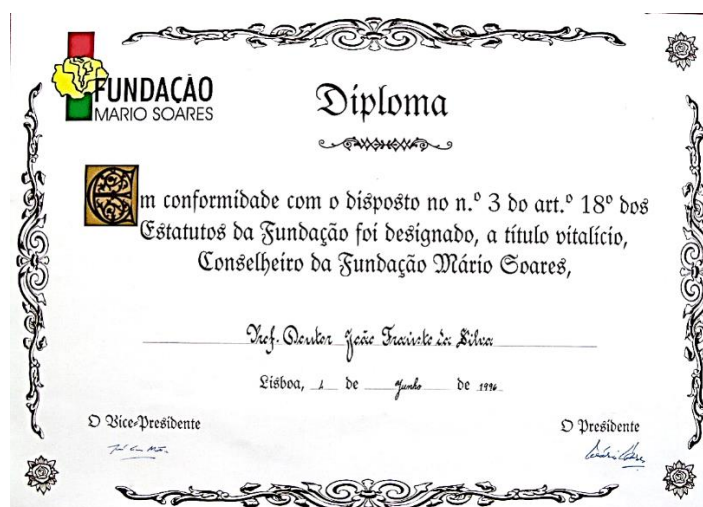 FUNDAÇÃO
MARIO SOARES
Diploma
Em conformidade com o disposto no n.º 3 do art.º 18º dos
Estatutos da Fundação foi designado, a título vitalício,
Conselheiro da Fundação Mário Soares,
Prof. Doutor João Fraústo da Silva
Lisboa, 1 de Junho de 1996
O Vice-Presidente
O Presidente